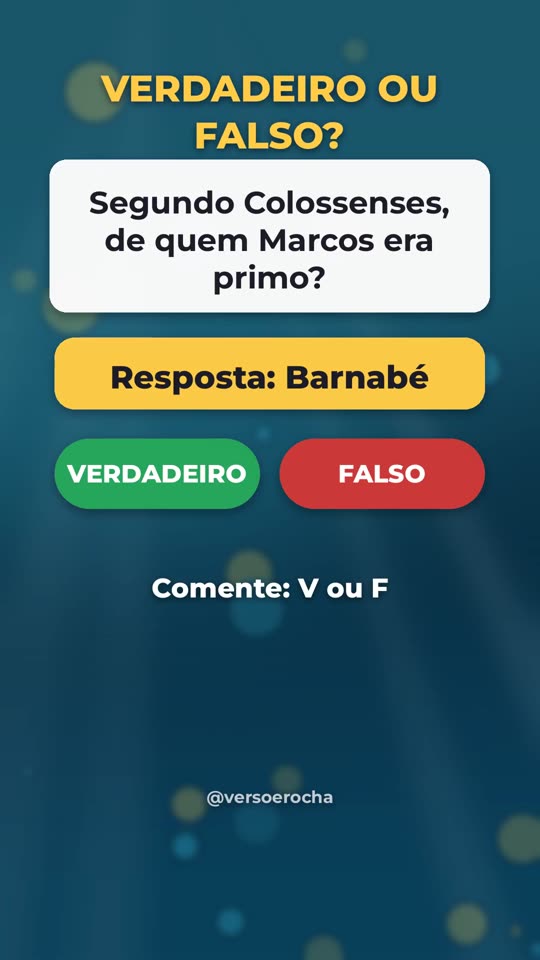 VERDADEIRO OU
FALSO?
Segundo Colossenses,
de quem Marcos era
primo?
Resposta: Barnabé
VERDADEIRO
FALSO
Comente: V ou F
@versoerocha